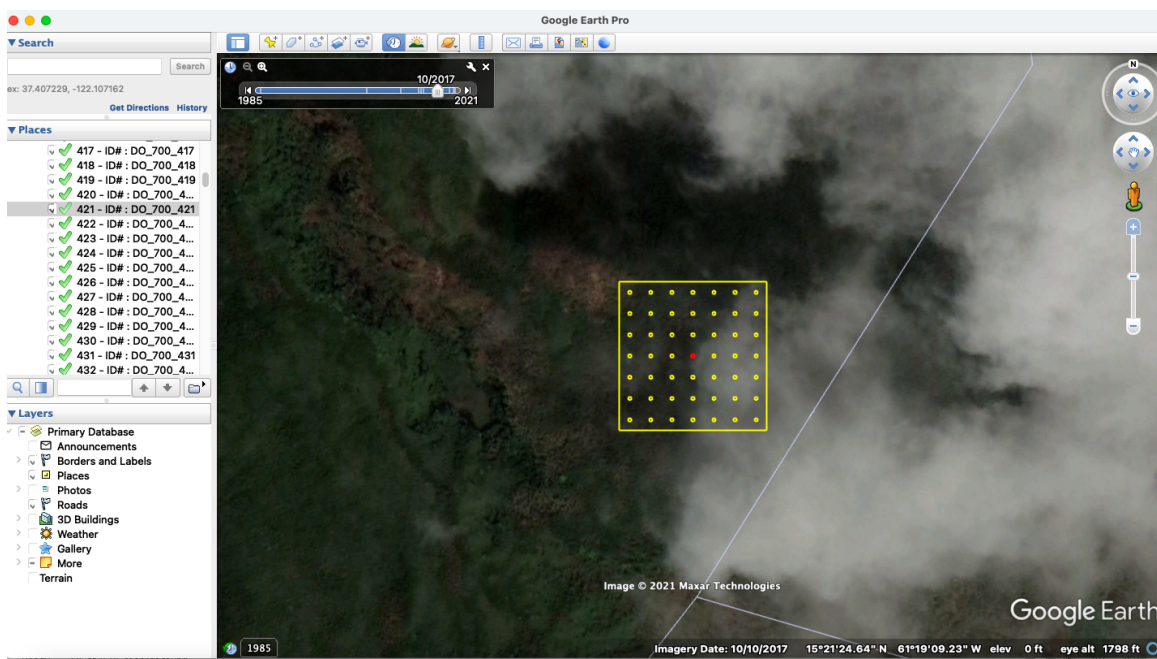 Google Earth Pro
Search
Search
ex: 37.407229, -122.107162
Get Directions History
Places
417 - ID# : DO_700_417
418 - ID# : DO_700_418
419 - ID# : DO_700_419
420 - ID# : DO_700_4...
421 - ID# : DO_700_421
422 - ID# : DO_700_4...
423 - ID# : DO_700_4...
424 - ID# : DO_700_4...
425 - ID# : DO_700_4...
426 - ID# : DO_700_4...
427 - ID# : DO_700_4...
428 - ID# : DO_700_4...
429 - ID# : DO_700_4...
430 - ID# : DO_700_4...
431 - ID# : DO_700_431
432 - ID# : DO_700_4...
Layers
Primary Database
Announcements
Borders and Labels
Places
Photos
Roads
3D Buildings
Weather
Gallery
More
Terrain
10/2017
1985 2021
N
Image © 2021 Maxar Technologies
Google Earth
1985
Imagery Date: 10/10/2017 15°21'24.64" N 61°19'09.23" W elev 0 ft eye alt 1798 ft